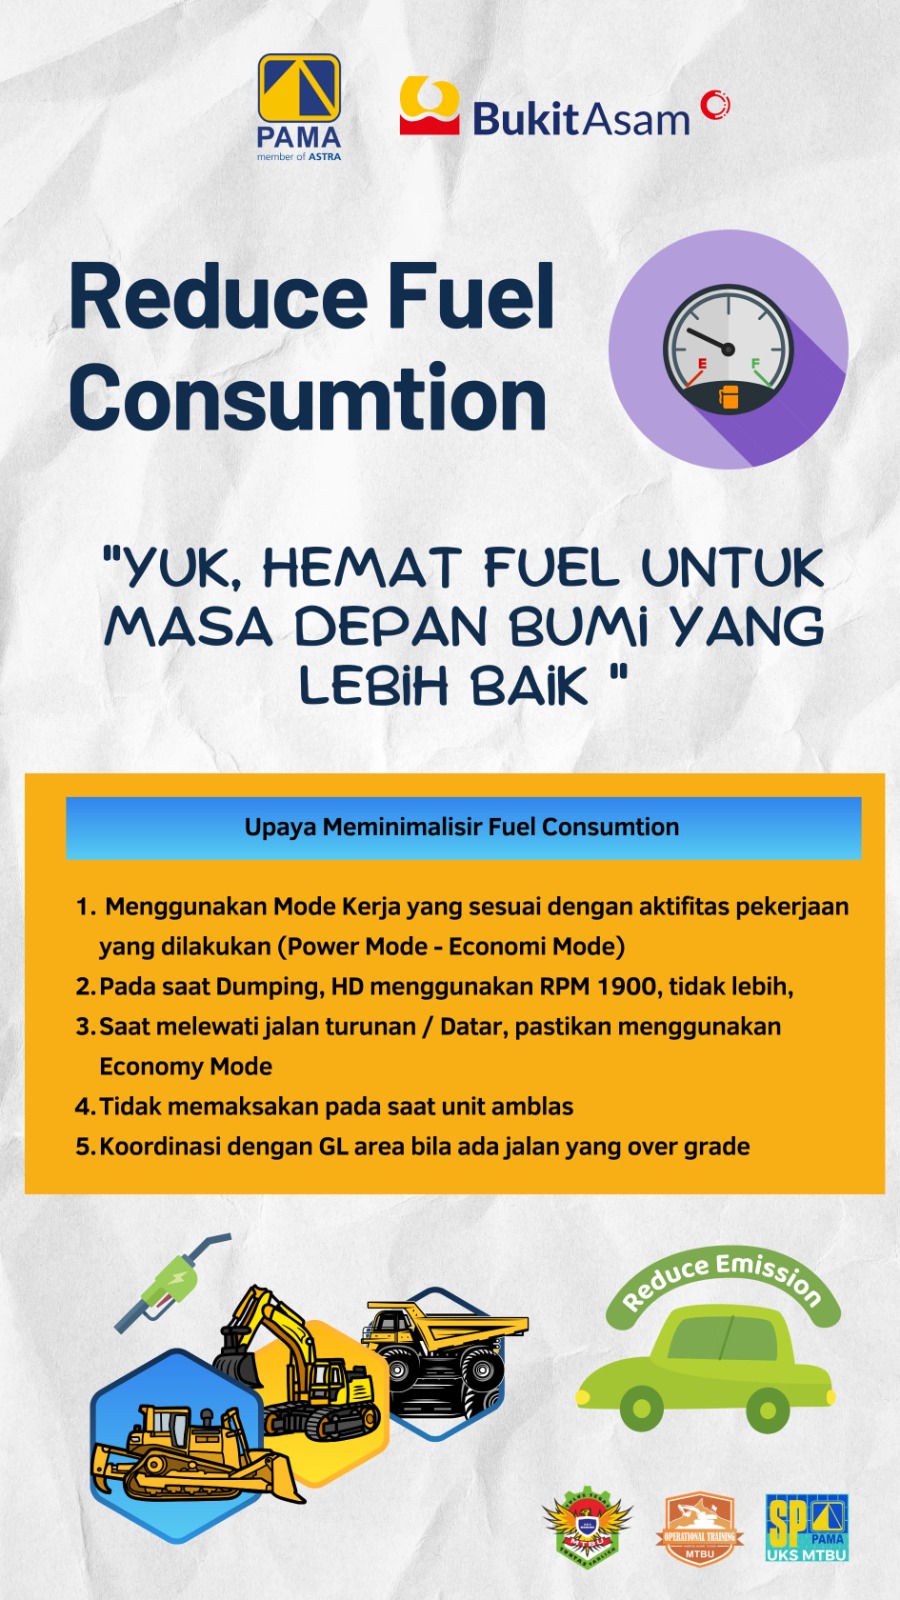 PAMA
member of ASTRA
BukitAsam
Reduce Fuel
Consumtion
E F
"YUK, HEMAT FUEL UNTUK
MASA DEPAN BUMi YANG
LEBiH BAiK "
Upaya Meminimalisir Fuel Consumtion
1. Menggunakan Mode Kerja yang sesuai dengan aktifitas pekerjaan
yang dilakukan (Power Mode - Economi Mode)
2. Pada saat Dumping, HD menggunakan RPM 1900, tidak lebih,
3. Saat melewati jalan turunan / Datar, pastikan menggunakan
Economy Mode
4. Tidak memaksakan pada saat unit amblas
5. Koordinasi dengan GL area bila ada jalan yang over grade
Reduce Emission
MTBU
OPERATIONAL TRAINING
MTBU
SP
PAMA
UKS MTBU